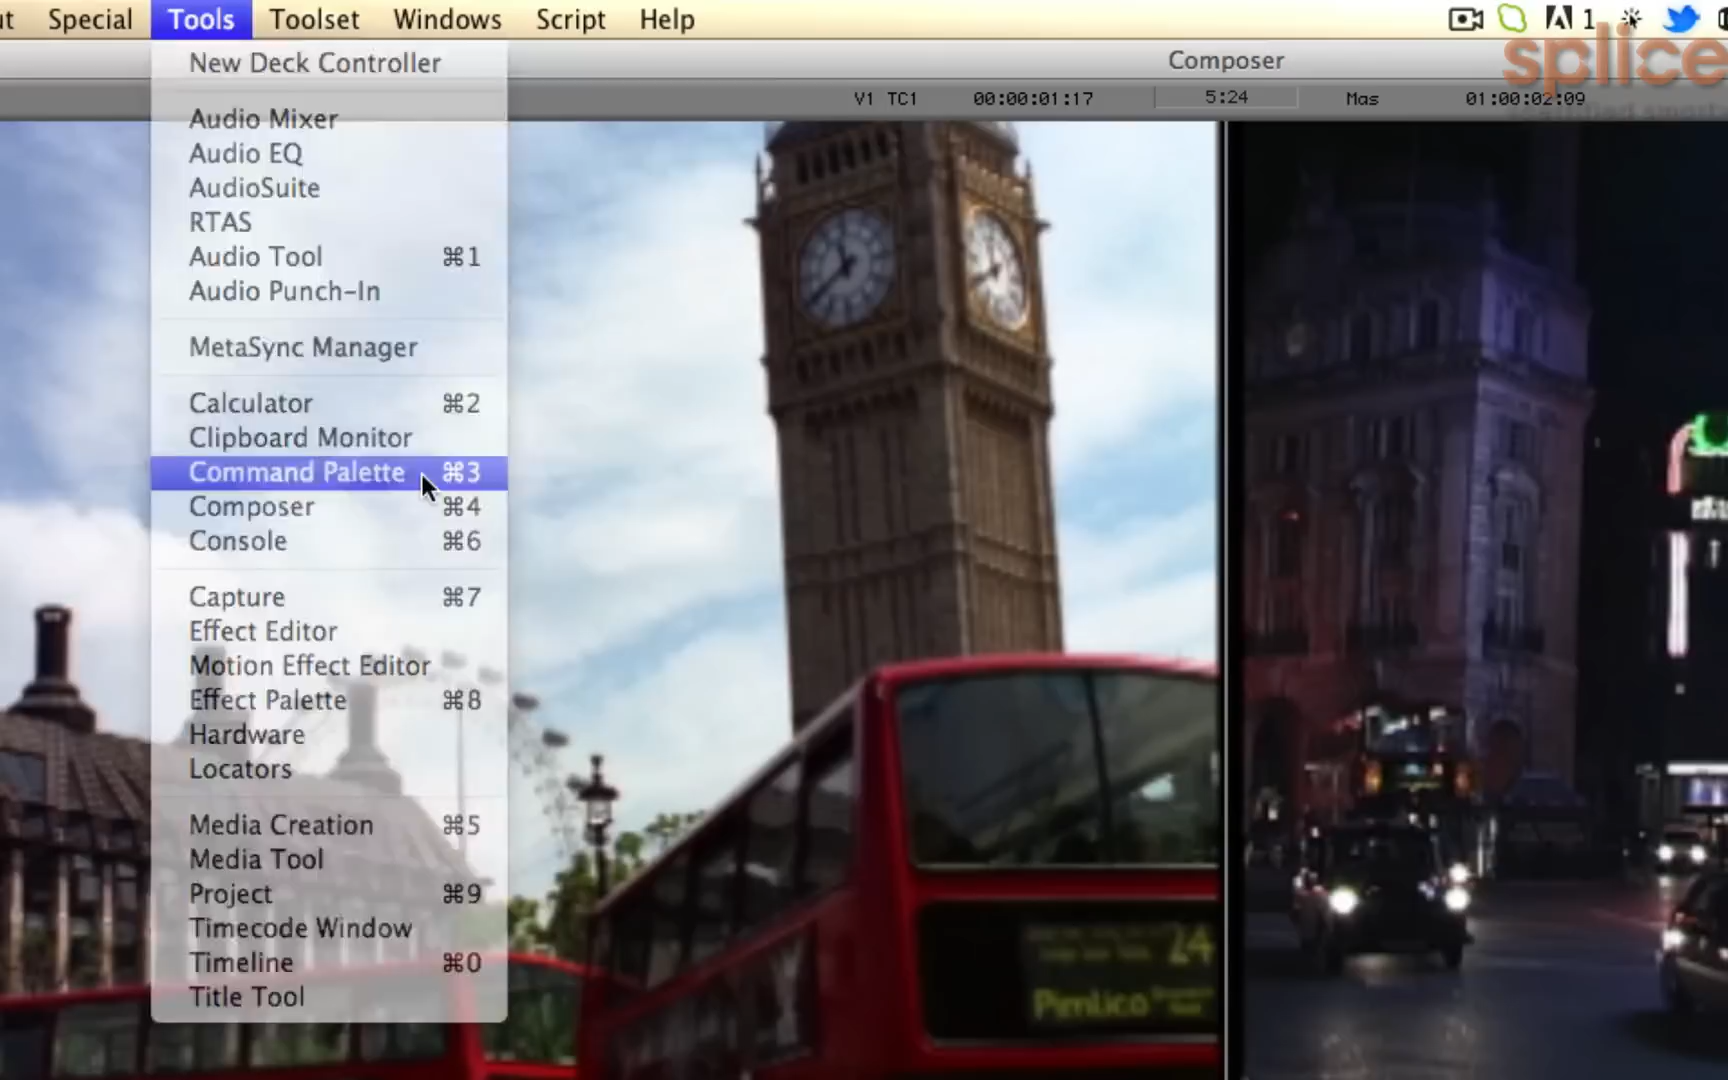 Special Tools Toolset Windows Script Help 1
splice
Composer
V1 TC1 00:00:01:17 5:24 Mas 01:00:02:09
New Deck Controller
Audio Mixer
Audio EQ
AudioSuite
RTAS
Audio Tool ⌘1
Audio Punch-In
MetaSync Manager
Calculator ⌘2
Clipboard Monitor
Command Palette ⌘3
Composer ⌘4
Console ⌘6
Capture ⌘7
Effect Editor
Motion Effect Editor
Effect Palette ⌘8
Hardware
Locators
Media Creation ⌘5
Media Tool
Project ⌘9
Timecode Window
Timeline ⌘0
Title Tool
24
Pimlico